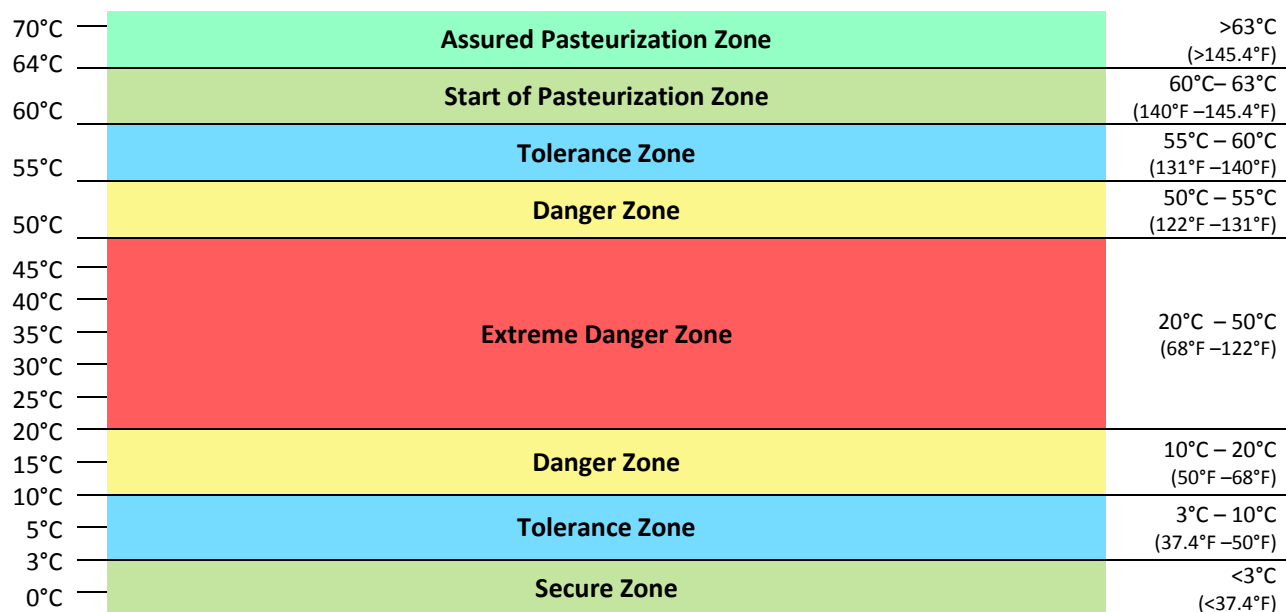 70°C
Assured Pasteurization Zone
>63°C
(>145.4°F)
64°C
Start of Pasteurization Zone
60°C– 63°C
(140°F –145.4°F)
60°C
Tolerance Zone
55°C – 60°C
(131°F –140°F)
55°C
Danger Zone
50°C – 55°C
(122°F –131°F)
50°C
45°C
40°C
35°C
Extreme Danger Zone
20°C – 50°C
(68°F –122°F)
30°C
25°C
20°C
Danger Zone
10°C – 20°C
(50°F –68°F)
15°C
10°C
Tolerance Zone
3°C – 10°C
(37.4°F –50°F)
5°C
3°C
Secure Zone
<3°C
(<37.4°F)
0°C